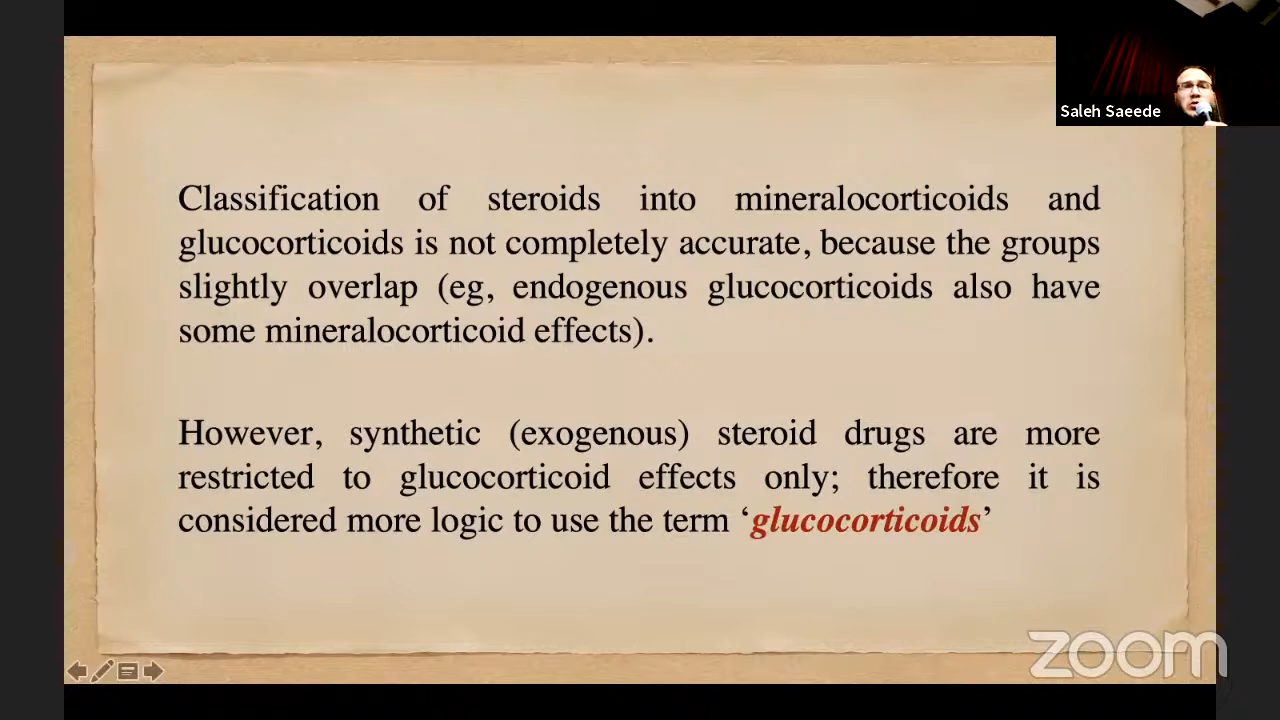 Saleh Saeede
Classification of steroids into mineralocorticoids and
glucocorticoids is not completely accurate, because the groups
slightly overlap (eg, endogenous glucocorticoids also have
some mineralocorticoid effects).
However, synthetic (exogenous) steroid drugs are more
restricted to glucocorticoid effects only; therefore it is
considered more logic to use the term ‘glucocorticoids’
zoom